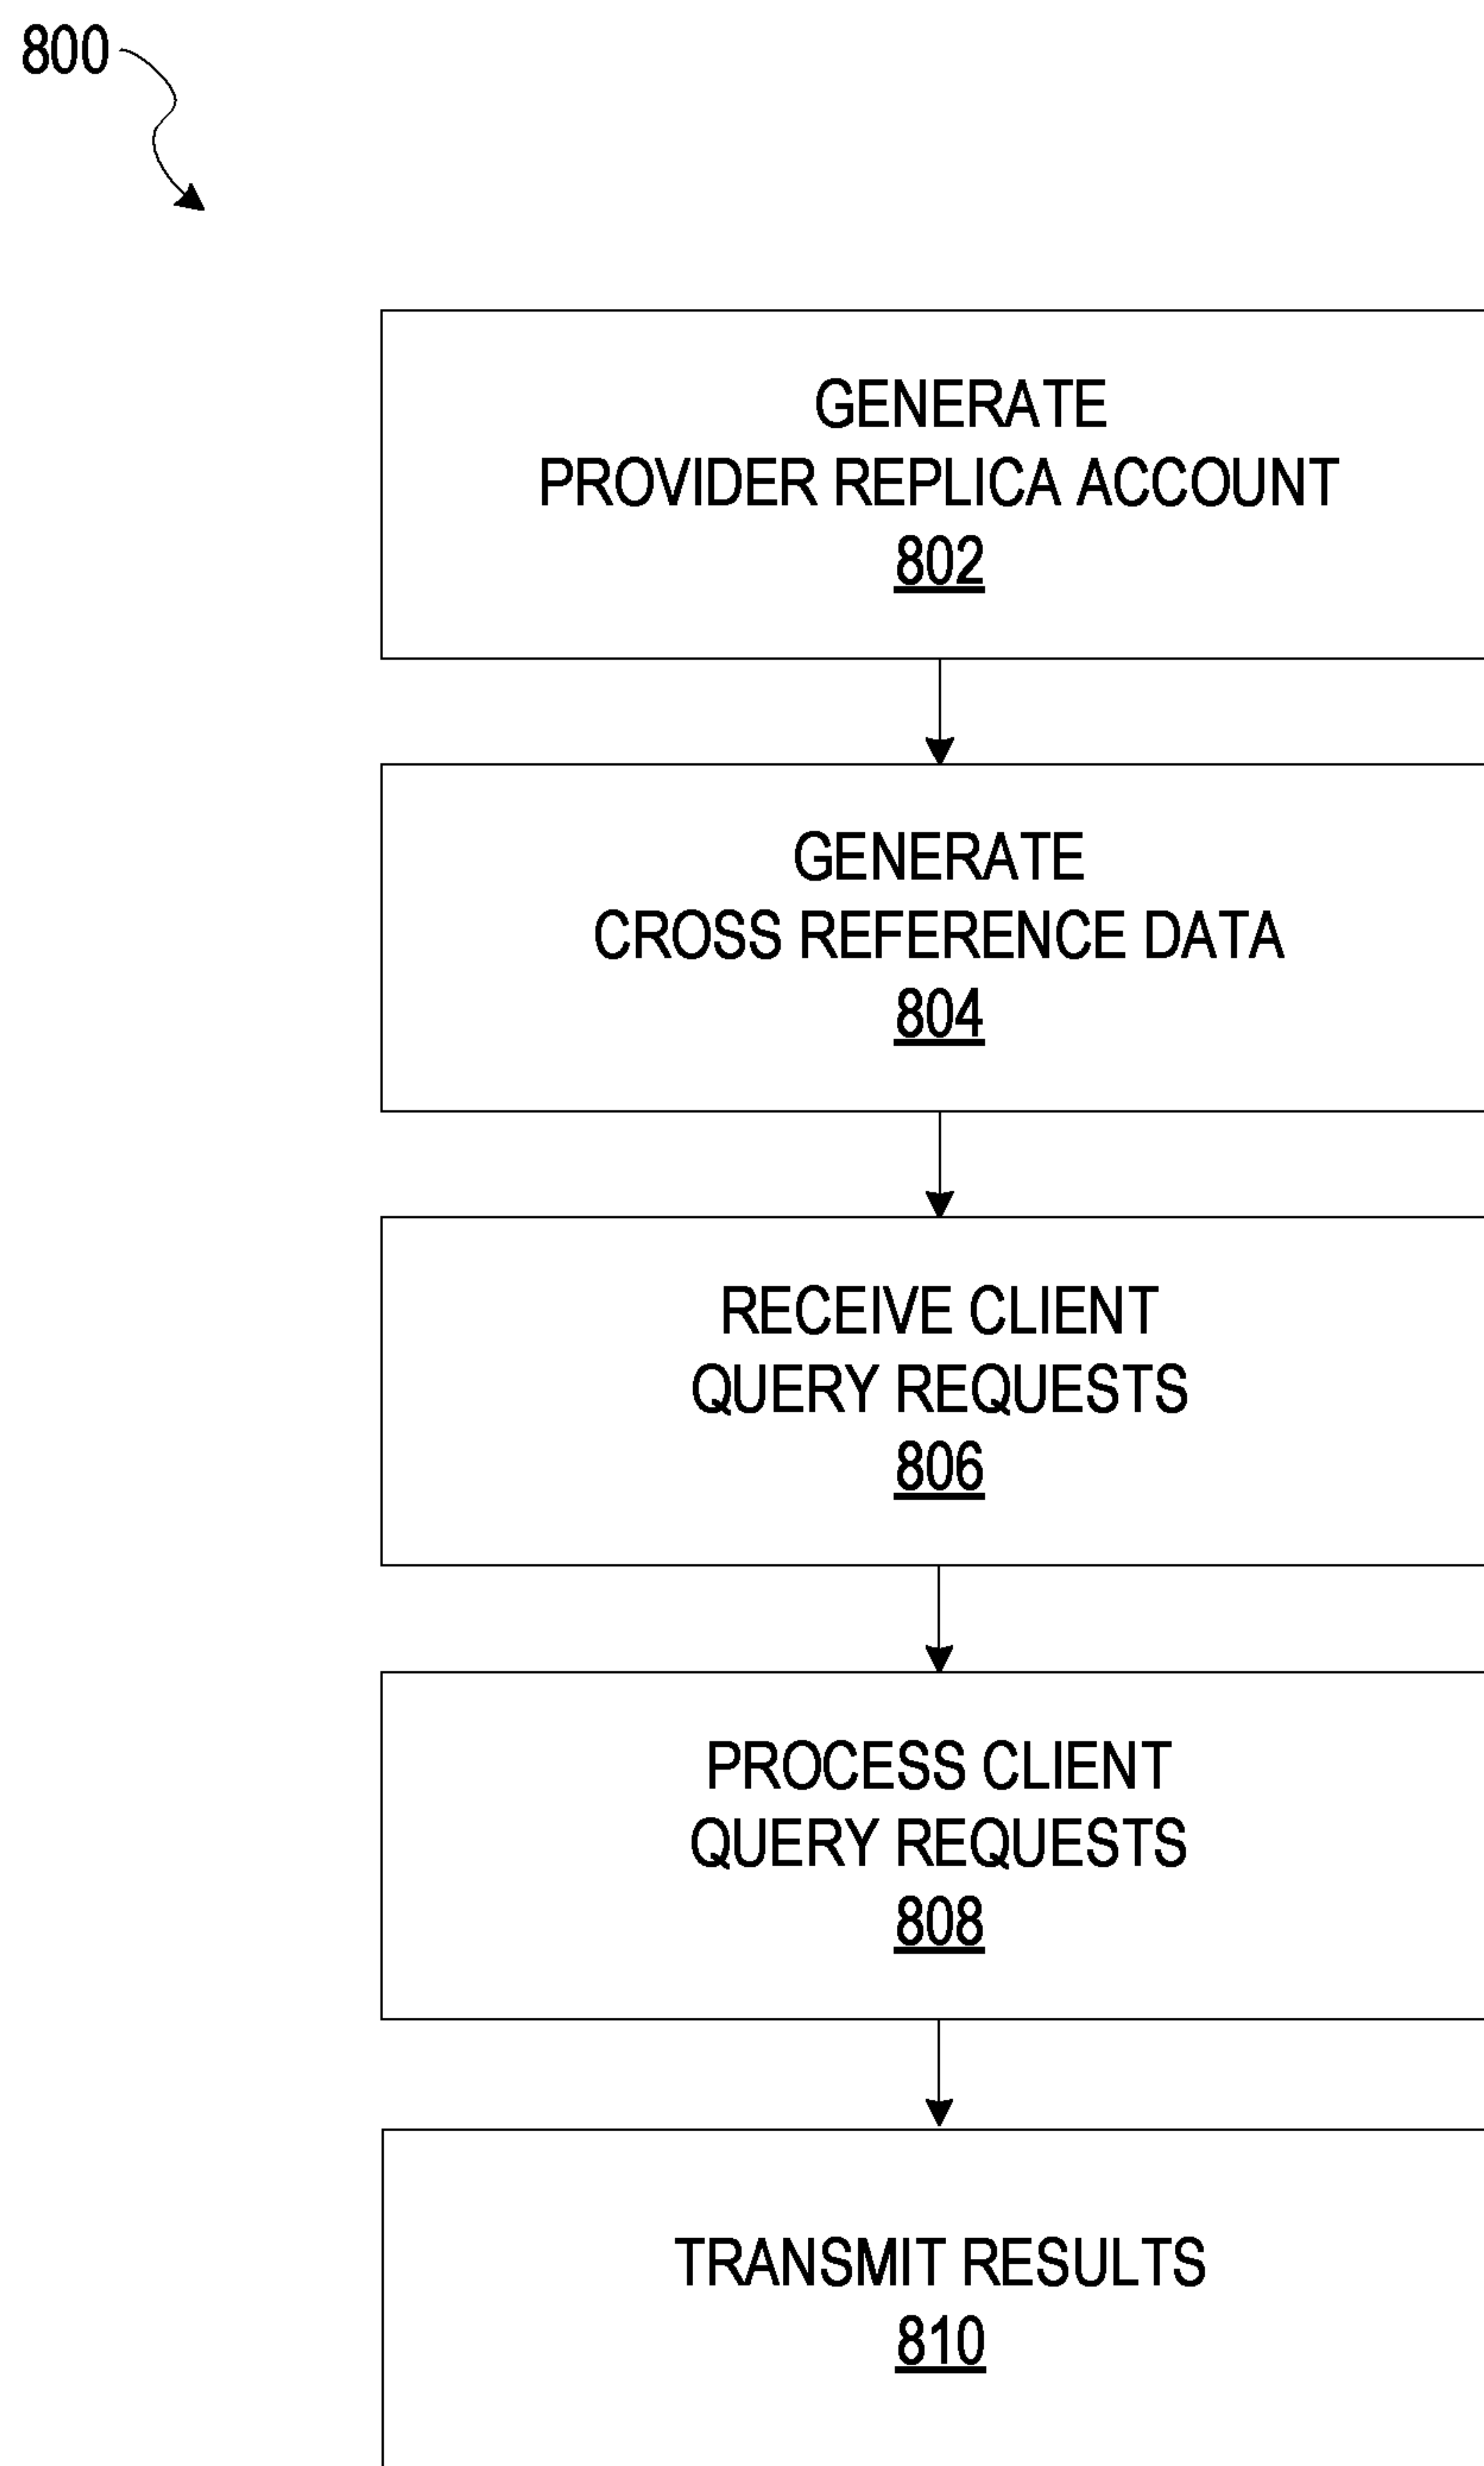 800
GENERATE
PROVIDER REPLICA ACCOUNT
802
GENERATE
CROSS REFERENCE DATA
804
RECEIVE CLIENT
QUERY REQUESTS
806
PROCESS CLIENT
QUERY REQUESTS
808
TRANSMIT RESULTS
810